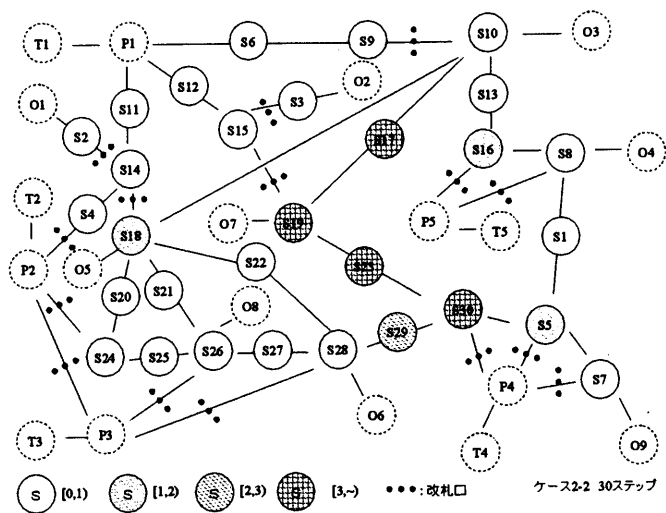 T1 P1 S6 S9 S10 O3
O1 S12 S3 O2
S11 S13
S2 S15 S17 S16 S8 O4
S14
T2 S4 P5 T5
S18 O7 S19 S1
P2 O5 S22 S23
S20 S21 O8 S30 S5
S24 S25 S26 S27 S28 S29
P4 S7
T3 P3 O6
T4 O9
S [0,1) S [1,2) S [2,3) S [3,~) ●●●:改札口 ケース2-2 30ステップ